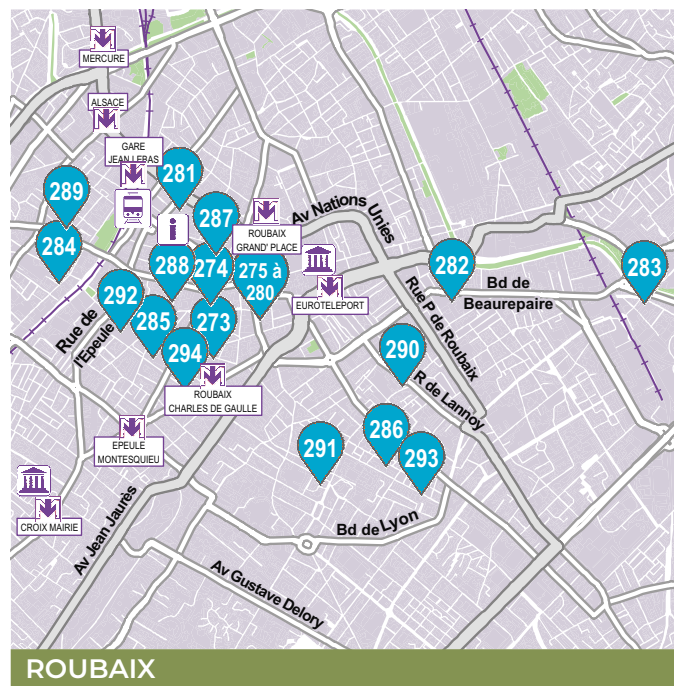 MERCURE
ALSACE
GARE
JEAN LEBAS
281
289
287
ROUBAIX
GRAND' PLACE
Av Nations
Unies
284
288
274
275 à
280
EUROTELEPORT
282
283
Bd de
Beaurepaire
292
285
273
Rue de
l'Epeule
Rue P de Roubaix
294
290
ROUBAIX
CHARLES DE GAULLE
R de Lannoy
EPEULE
MONTESQUIEU
291
286
293
CROIX MAIRIE
Av Jean Jaurès
Bd de Lyon
Av Gustave Delory
ROUBAIX